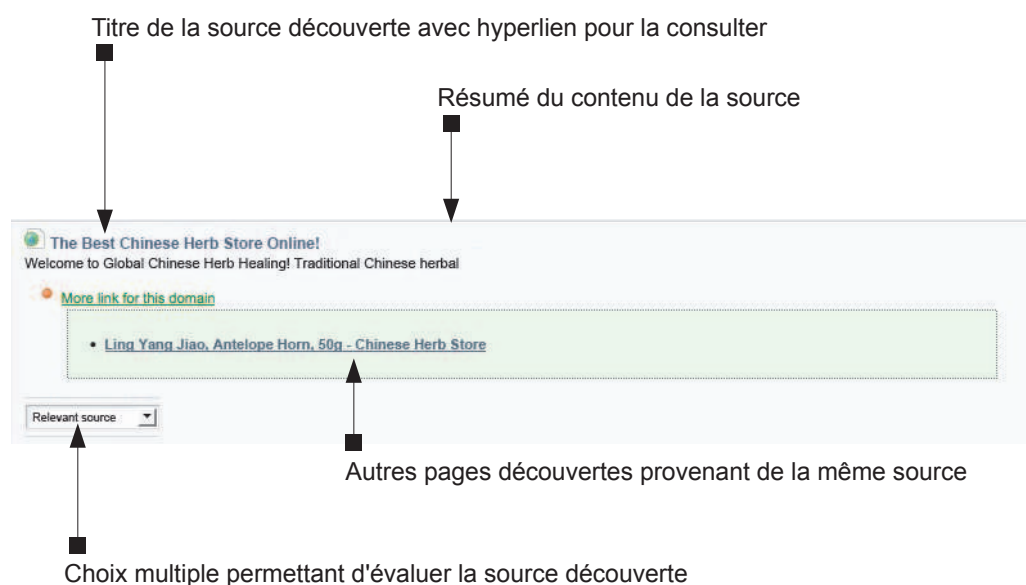 Titre de la source découverte avec hyperlien pour la consulter
Résumé du contenu de la source
The Best Chinese Herb Store Online!
Welcome to Global Chinese Herb Healing! Traditional Chinese herbal
More link for this domain
• Ling Yang Jiao, Antelope Horn, 50g - Chinese Herb Store
Relevant source
Autres pages découvertes provenant de la même source
Choix multiple permettant d'évaluer la source découverte